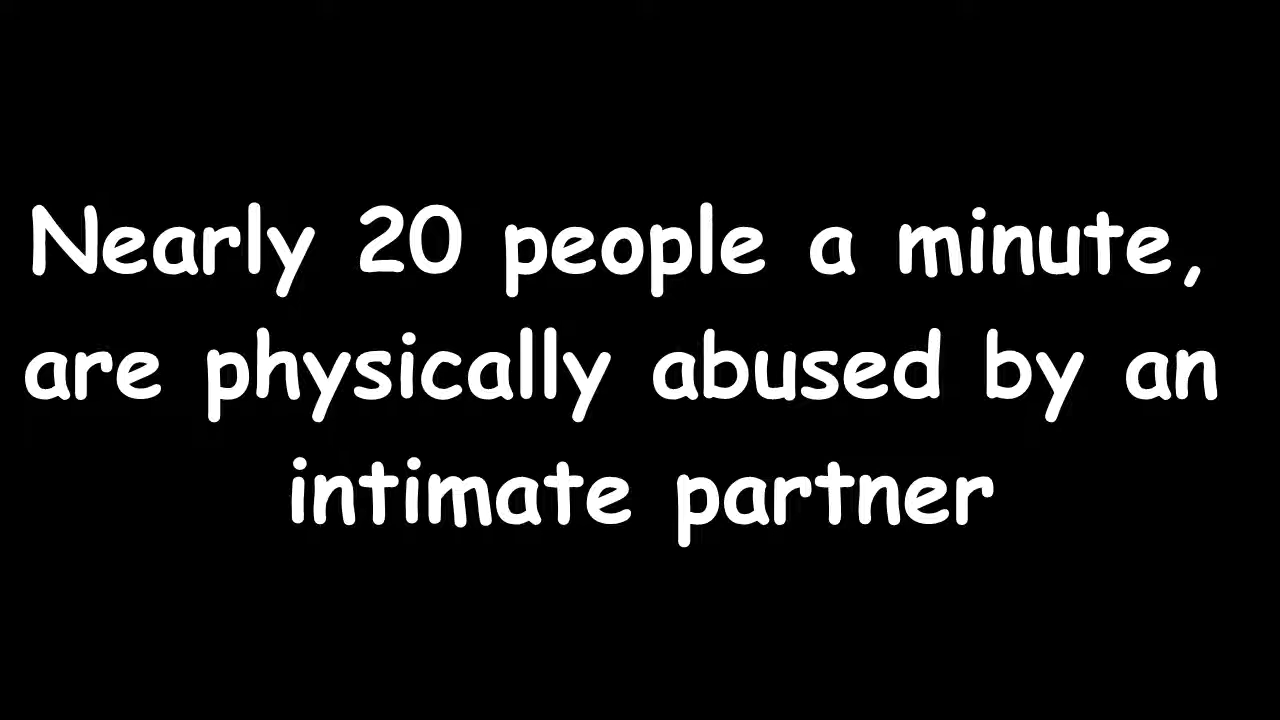 Nearly 20 people a minute,
are physically abused by an
intimate partner